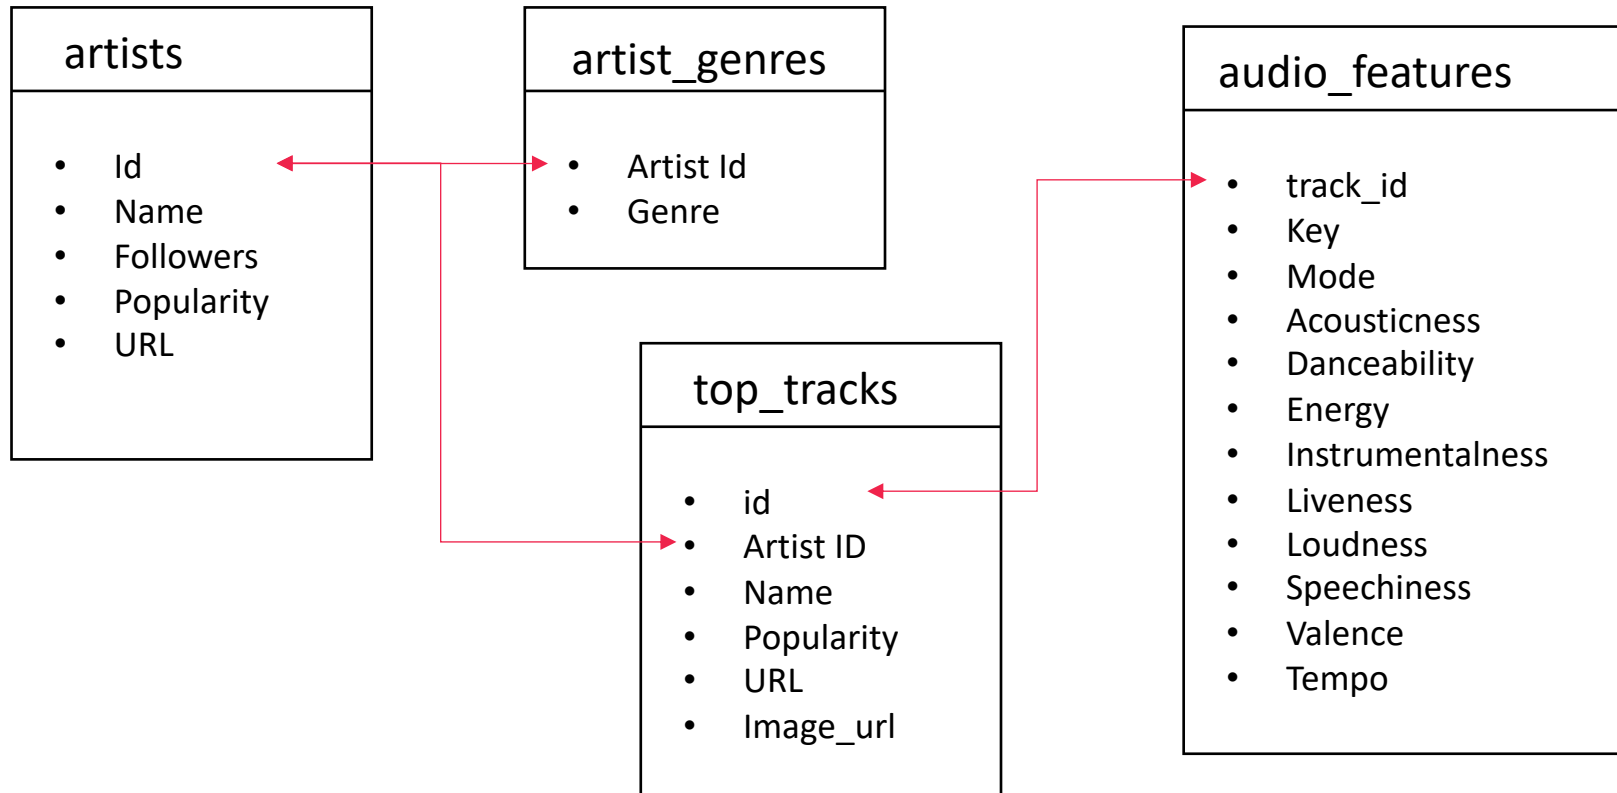 artists
• Id
• Name
• Followers
• Popularity
• URL
artist_genres
• Artist Id
• Genre
top_tracks
• id
• Artist ID
• Name
• Popularity
• URL
• Image_url
audio_features
• track_id
• Key
• Mode
• Acousticness
• Danceability
• Energy
• Instrumentalness
• Liveness
• Loudness
• Speechiness
• Valence
• Tempo